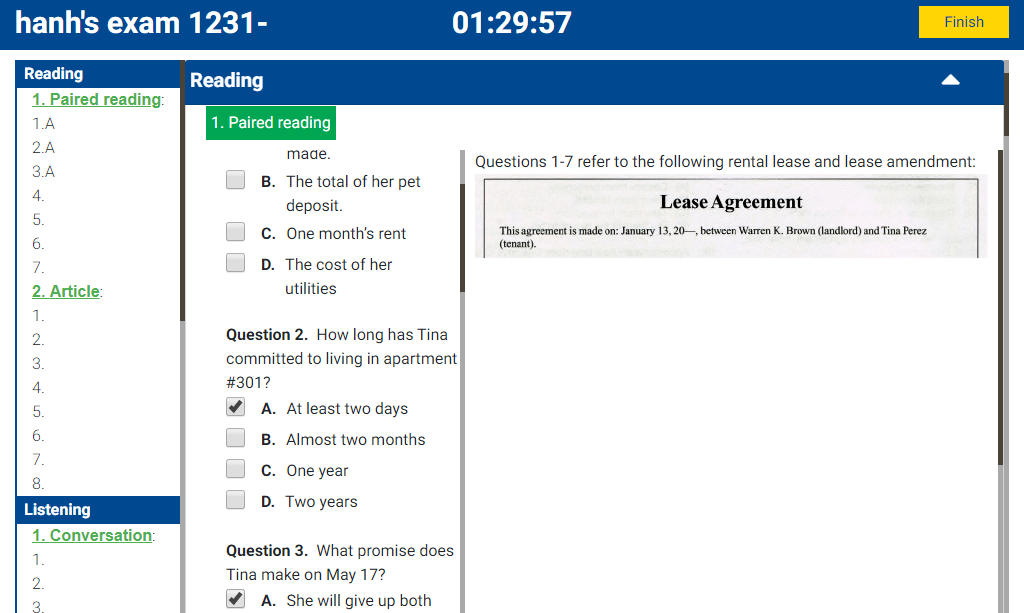 hanh's exam 1231-
01:29:57
Finish
Reading
1. Paired reading:
1.A
2.A
3.A
4.
5.
6.
7.
2. Article:
1.
2.
3.
4.
5.
6.
7.
8.
Listening
1. Conversation:
1.
2.
3.
Reading
1. Paired reading
made.
B. The total of her pet
deposit.
C. One month's rent
D. The cost of her
utilities
Question 2. How long has Tina
committed to living in apartment
#301?
A. At least two days
B. Almost two months
C. One year
D. Two years
Question 3. What promise does
Tina make on May 17?
A. She will give up both
Questions 1-7 refer to the following rental lease and lease amendment:
Lease Agreement
This agreement is made on: January 13, 20—, between Warren K. Brown (landlord) and Tina Perez
(tenant).